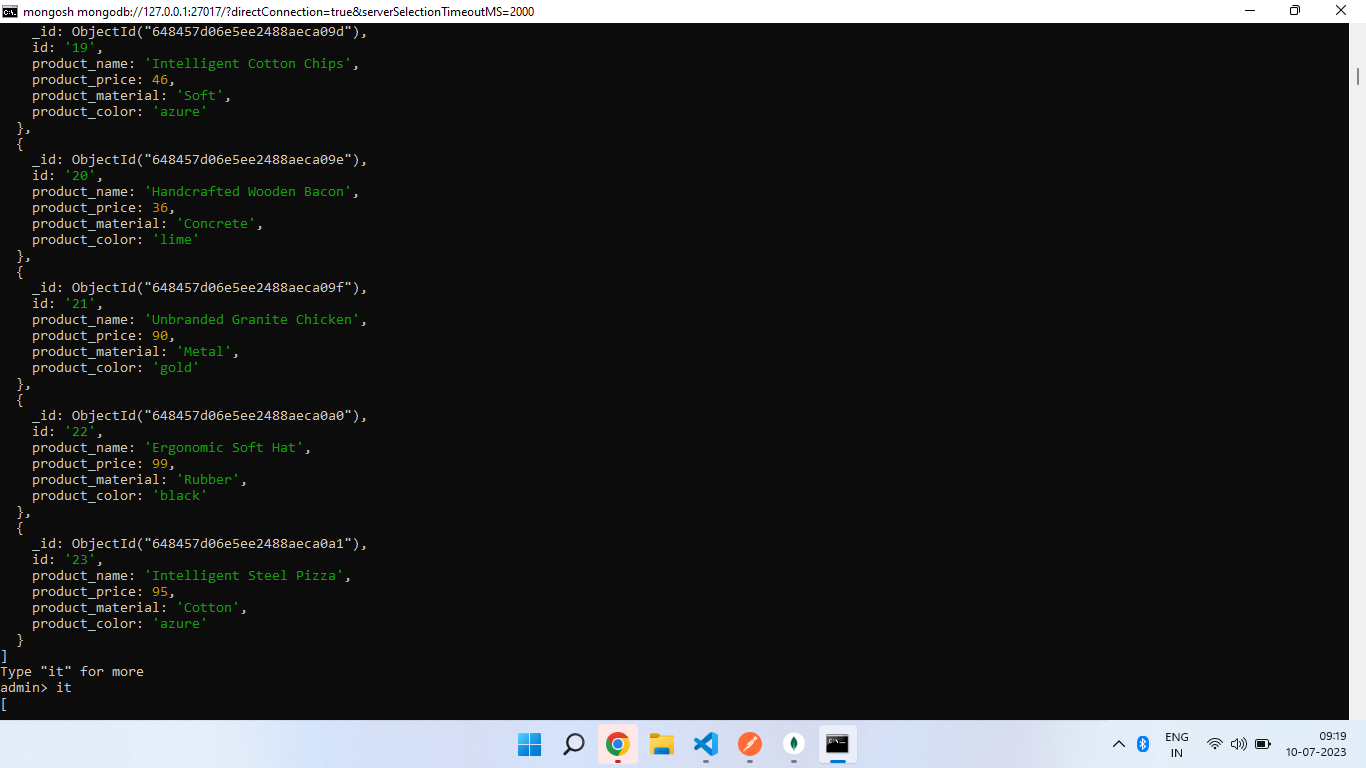 mongosh mongodb://127.0.0.1:27017/?directConnection=true&serverSelectionTimeoutMS=2000
    _id: ObjectId("648457d06e5ee2488aeca09d"),
    id: '19',
    product_name: 'Intelligent Cotton Chips',
    product_price: 46,
    product_material: 'Soft',
    product_color: 'azure'
  },
  {
    _id: ObjectId("648457d06e5ee2488aeca09e"),
    id: '20',
    product_name: 'Handcrafted Wooden Bacon',
    product_price: 36,
    product_material: 'Concrete',
    product_color: 'lime'
  },
  {
    _id: ObjectId("648457d06e5ee2488aeca09f"),
    id: '21',
    product_name: 'Unbranded Granite Chicken',
    product_price: 90,
    product_material: 'Metal',
    product_color: 'gold'
  },
  {
    _id: ObjectId("648457d06e5ee2488aeca0a0"),
    id: '22',
    product_name: 'Ergonomic Soft Hat',
    product_price: 99,
    product_material: 'Rubber',
    product_color: 'black'
  },
  {
    _id: ObjectId("648457d06e5ee2488aeca0a1"),
    id: '23',
    product_name: 'Intelligent Steel Pizza',
    product_price: 95,
    product_material: 'Cotton',
    product_color: 'azure'
  }
]
Type "it" for more
admin> it
[
ENG
IN
09:19
10-07-2023